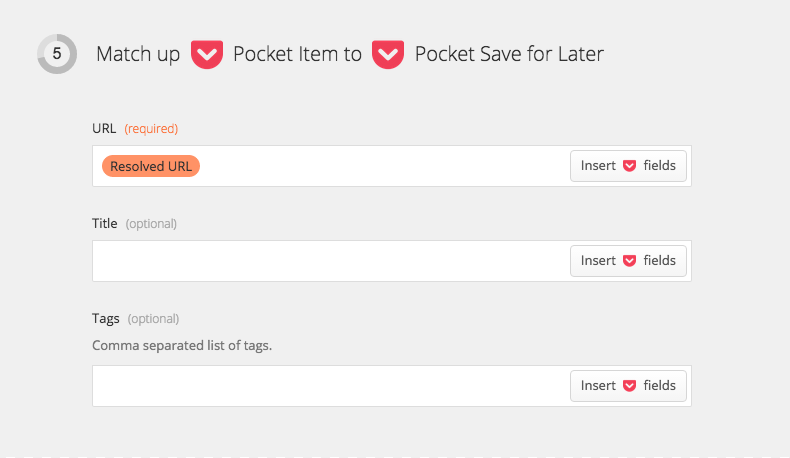 5 Match up Pocket Item to Pocket Save for Later
URL (required)
Resolved URL Insert fields
Title (optional)
Insert fields
Tags (optional)
Comma separated list of tags.
Insert fields